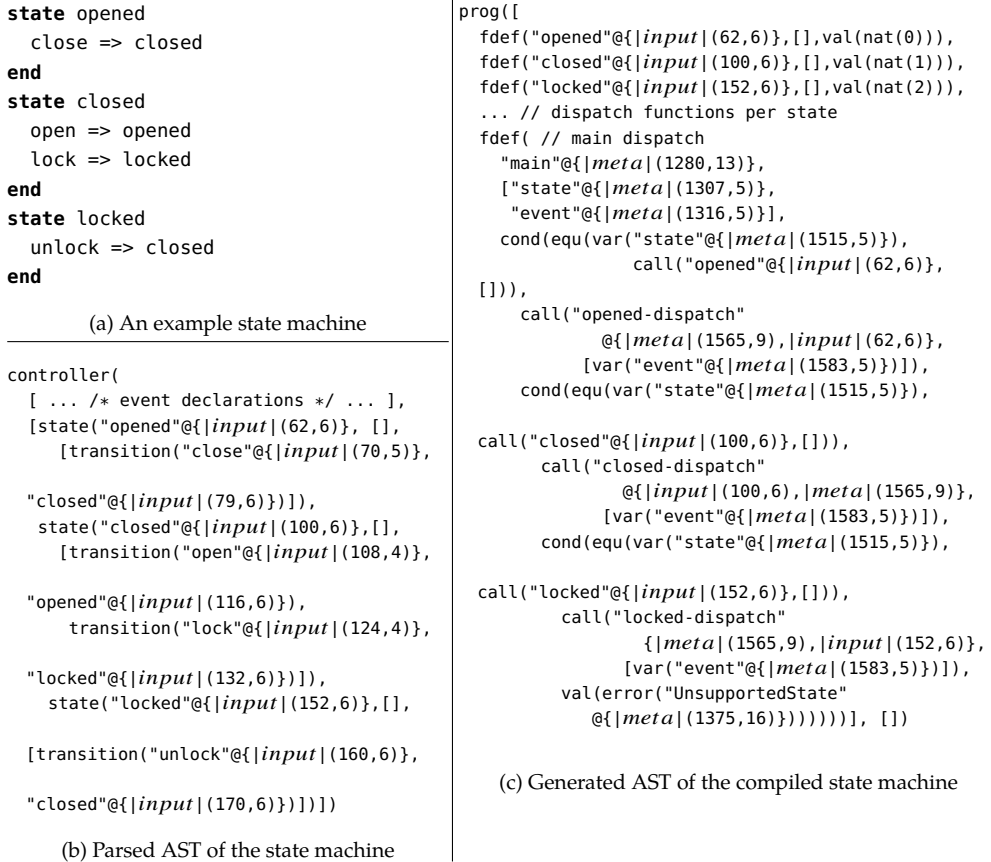 state opened
  close => closed
end
state closed
  open => opened
  lock => locked
end
state locked
  unlock => closed
end
(a) An example state machine
controller(
  [ ... /* event declarations */ ... ],
  [state("opened"@{|input|(62,6)}, [],
     [transition("close"@{|input|(70,5)},
  "closed"@{|input|(79,6)})]),
   state("closed"@{|input|(100,6)},[],
     [transition("open"@{|input|(108,4)},
  "opened"@{|input|(116,6)}),
      transition("lock"@{|input|(124,4)},
  "locked"@{|input|(132,6)})]),
    state("locked"@{|input|(152,6)},[],
  [transition("unlock"@{|input|(160,6)},
  "closed"@{|input|(170,6)})])])
(b) Parsed AST of the state machine
prog([
  fdef("opened"@{|input|(62,6)},[],val(nat(0))),
  fdef("closed"@{|input|(100,6)},[],val(nat(1))),
  fdef("locked"@{|input|(152,6)},[],val(nat(2))),
  ... // dispatch functions per state
  fdef( // main dispatch
    "main"@{|meta|(1280,13)},
    ["state"@{|meta|(1307,5)},
     "event"@{|meta|(1316,5)}],
    cond(equ(var("state"@{|meta|(1515,5)}),
               call("opened"@{|input|(62,6)},
  [])),
      call("opened-dispatch"
             @{|meta|(1565,9),|input|(62,6)},
           [var("event"@{|meta|(1583,5)})]),
      cond(equ(var("state"@{|meta|(1515,5)}),
  call("closed"@{|input|(100,6)},[])),
        call("closed-dispatch"
               @{|input|(100,6),|meta|(1565,9)},
             [var("event"@{|meta|(1583,5)})]),
        cond(equ(var("state"@{|meta|(1515,5)}),
  call("locked"@{|input|(152,6)},[])),
          call("locked-dispatch"
                 {|meta|(1565,9),|input|(152,6)},
               [var("event"@{|meta|(1583,5)})]),
          val(error("UnsupportedState"
             @{|meta|(1375,16)})))))))], [])
(c) Generated AST of the compiled state machine